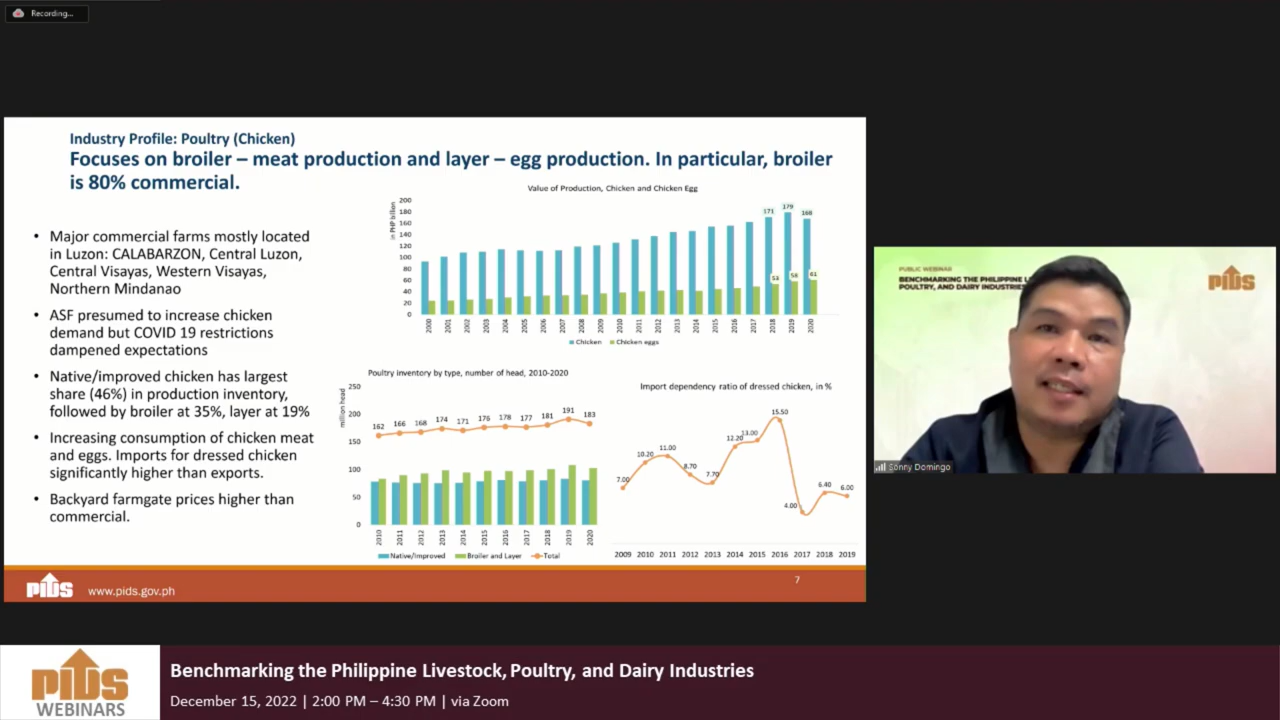 Recording...
Industry Profile: Poultry (Chicken)
Focuses on broiler – meat production and layer – egg production. In particular, broiler
is 80% commercial.
• Major commercial farms mostly located
in Luzon: CALABARZON, Central Luzon,
Central Visayas, Western Visayas,
Northern Mindanao
• ASF presumed to increase chicken
demand but COVID 19 restrictions
dampened expectations
• Native/improved chicken has largest
share (46%) in production inventory,
followed by broiler at 35%, layer at 19%
• Increasing consumption of chicken meat
and eggs. Imports for dressed chicken
significantly higher than exports.
• Backyard farmgate prices higher than
commercial.
Value of Production, Chicken and Chicken Egg
in PHP billion
200
180
160
140
120
100
80
60
40
20
0
171
179
168
53
58
61
2000 2001 2002 2003 2004 2005 2006 2007 2008 2009 2010 2011 2012 2013 2014 2015 2016 2017 2018 2019 2020
Chicken Chicken eggs
Poultry inventory by type, number of head, 2010-2020
million head
250
200
150
100
50
0
162 166 168 174 171 176 178 177 181 191 183
2010 2011 2012 2013 2014 2015 2016 2017 2018 2019 2020
Native/Improved Broiler and Layer Total
Import dependency ratio of dressed chicken, in %
7.00 10.20 11.00 8.70 7.70 12.20 13.00 15.50 4.00 6.40 6.00
2009 2010 2011 2012 2013 2014 2015 2016 2017 2018 2019
pids
www.pids.gov.ph
7
PUBLIC WEBINAR
BENCHMARKING THE PHILIPPINE
POULTRY, AND DAIRY INDUSTRIES
pids
Sonny Domingo
pids
WEBINARS
Benchmarking the Philippine Livestock, Poultry, and Dairy Industries
December 15, 2022 | 2:00 PM – 4:30 PM | via Zoom